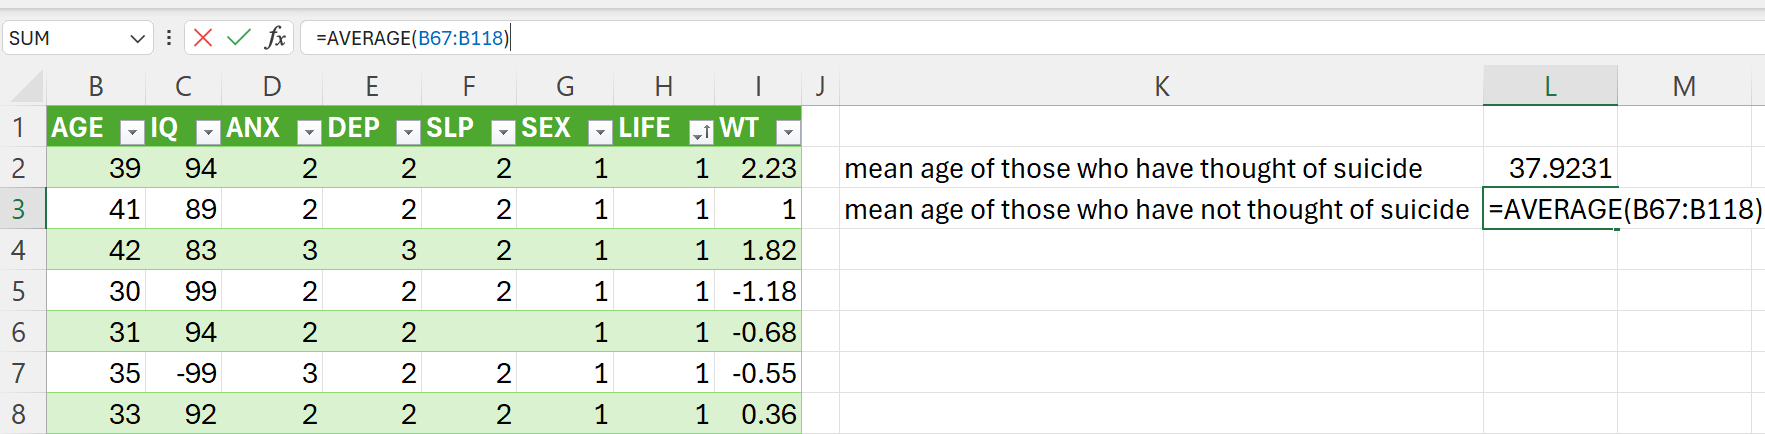 SUM fx =AVERAGE(B67:B118)
B C D E F G H I J K L M
1 AGE IQ ANX DEP SLP SEX LIFE WT
2 39 94 2 2 2 1 1 2.23 mean age of those who have thought of suicide 37.9231
3 41 89 2 2 2 1 1 1 mean age of those who have not thought of suicide =AVERAGE(B67:B118)
4 42 83 3 3 2 1 1 1.82
5 30 99 2 2 2 1 1 -1.18
6 31 94 2 2 1 1 -0.68
7 35 -99 3 2 2 1 1 -0.55
8 33 92 2 2 2 1 1 0.36